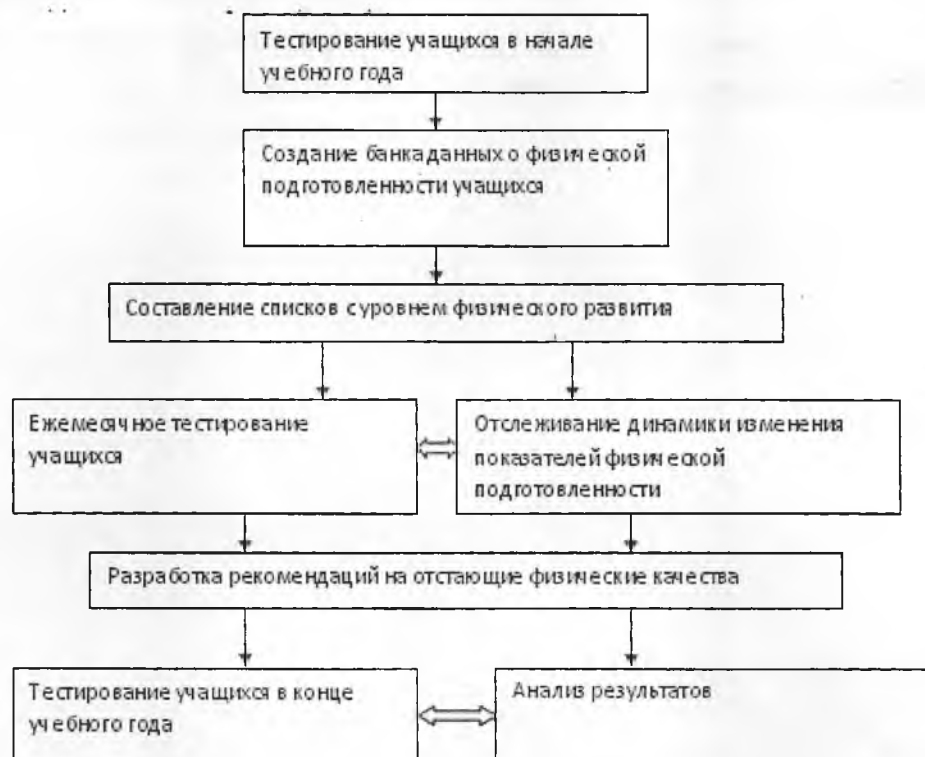 Тестирование учащихся в начале
учебного года
Создание банкаданных о физической
подготовленности учащихся
Составление списков с уровнем физического развития
Ежемесячное тестирование
учащихся
Отслеживание динамики изменения
показателей физической
подготовленности
Разработка рекомендаций на отстающие физические качества
Тестирование учащихся в конце
учебного года
Анализ результатов